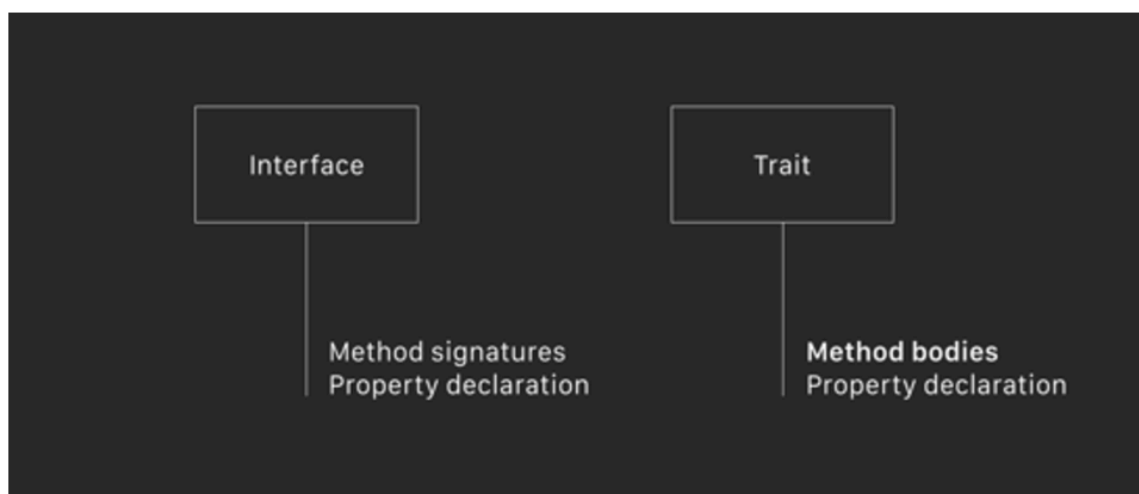 Interface
Trait
Method signatures
Property declaration
Method bodies
Property declaration